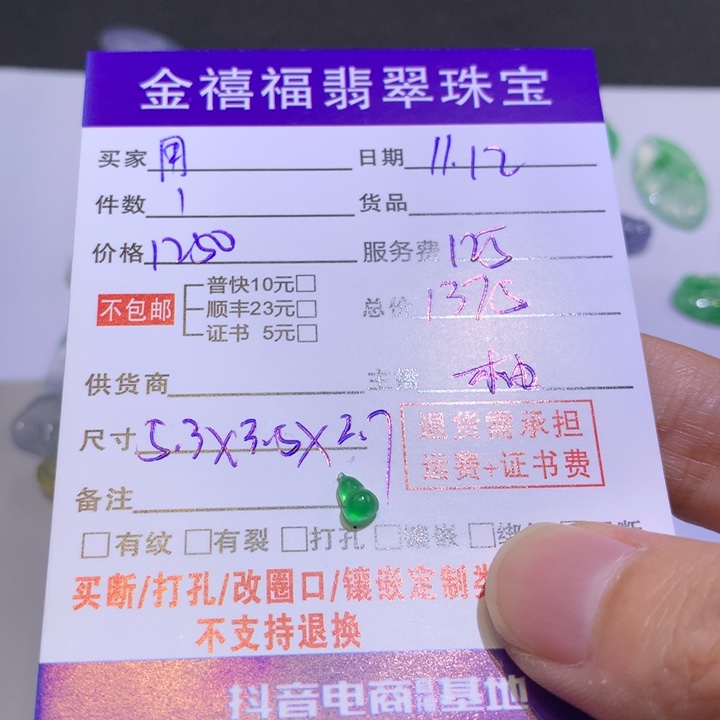 金禧福翡翠珠宝
买家 周 日期 11.12
件数 1 货品
价格 1250 服务费 125
不包邮 普快10元□
顺丰23元□ 总价 1375
证书 5元□
供货商 主播 柚
尺寸 5.3X3.5X2.7
退货需承担
运费+证书费
备注
□有纹 □有裂 □打孔 □镶嵌
买断/打孔/改圈口/镶嵌定制类
不支持退换
抖音电商 基地